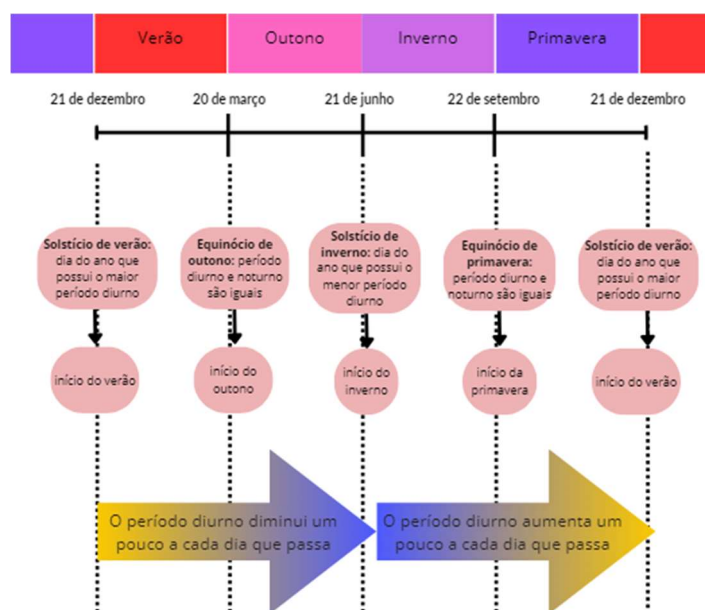 Verão
Outono
Inverno
Primavera
21 de dezembro
20 de março
21 de junho
22 de setembro
21 de dezembro
Solstício de verão:
dia do ano que
possui o maior
período diurno
Equinócio de
outono: período
diurno e noturno
são iguais
Solstício de
inverno: dia do
ano que possui o
menor período
diurno
Equinócio de
primavera:
período diurno e
noturno são iguais
Solstício de verão:
dia do ano que
possui o maior
período diurno
início do verão
início do
outono
início do
inverno
início da
primavera
início do verão
O período diurno diminui um
pouco a cada dia que passa
O período diurno aumenta um
pouco a cada dia que passa